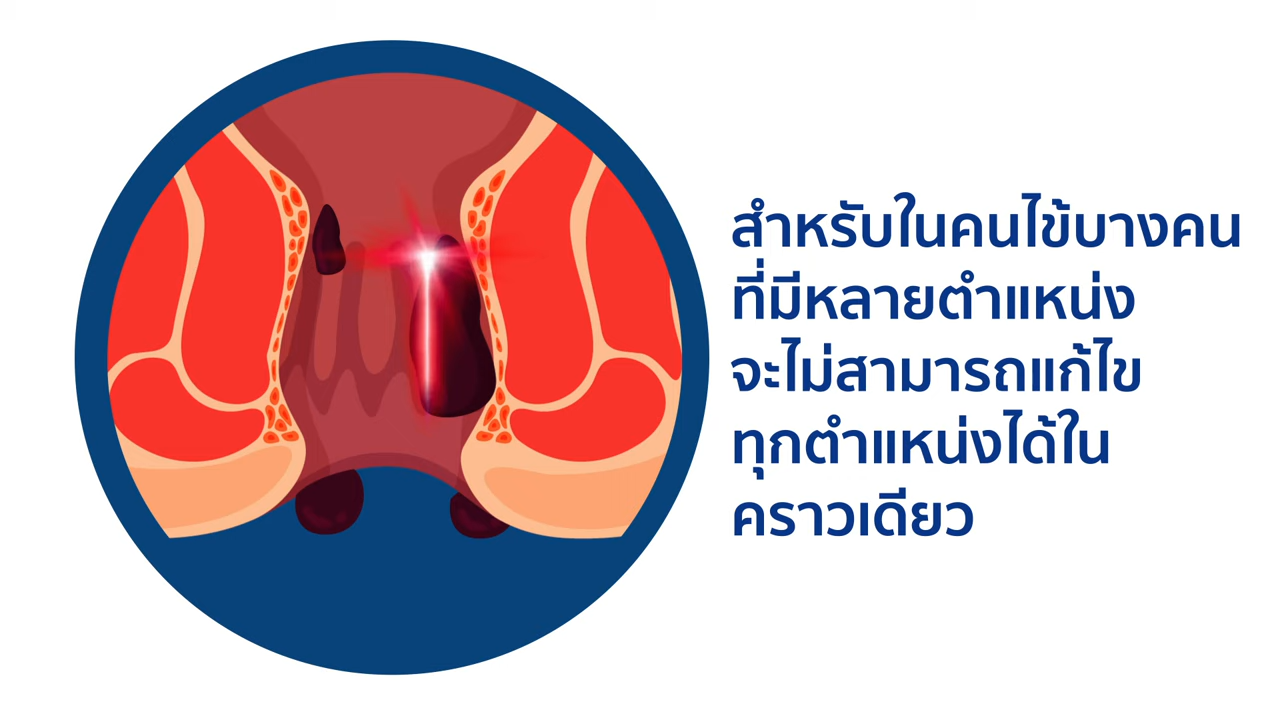 สำหรับในคนไข้บางคน
ที่มีหลายตำแหน่ง
จะไม่สามารถแก้ไข
ทุกตำแหน่งได้ใน
คราวเดียว